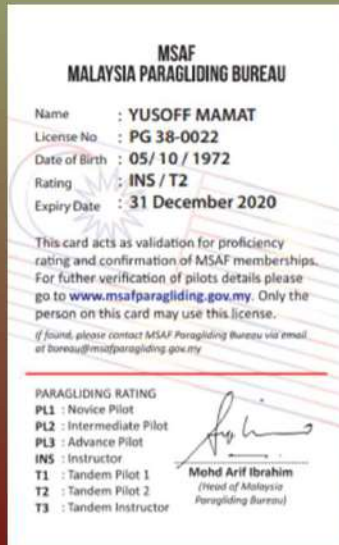 MSAF
MALAYSIA PARAGLIDING BUREAU
Name : YUSOFF MAMAT
License No : PG 38-0022
Date of Birth : 05/ 10 / 1972
Rating : INS / T2
Expiry Date : 31 December 2020
This card acts as validation for proficiency
rating and confirmation of MSAF memberships.
For futher verification of pilots details please
go to www.msafparagliding.gov.my. Only the
person on this card may use this license.
If found, please contact MSAF Paragliding Bureau via email
at bureau@msafparagliding.gov.my
PARAGLIDING RATING
PL1 : Novice Pilot
PL2 : Intermediate Pilot
PL3 : Advance Pilot
INS : Instructor
T1 : Tandem Pilot 1
T2 : Tandem Pilot 2
T3 : Tandem Instructor
Mohd Arif Ibrahim
(Head of Malaysia
Paragliding Bureau)